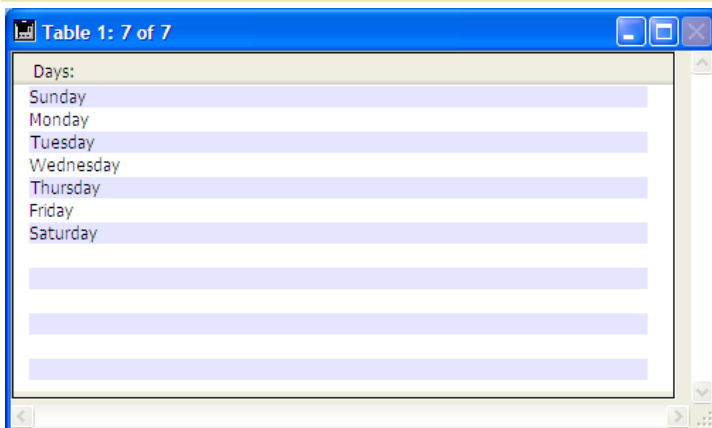 Table 1: 7 of 7
Days:
Sunday
Monday
Tuesday
Wednesday
Thursday
Friday
Saturday